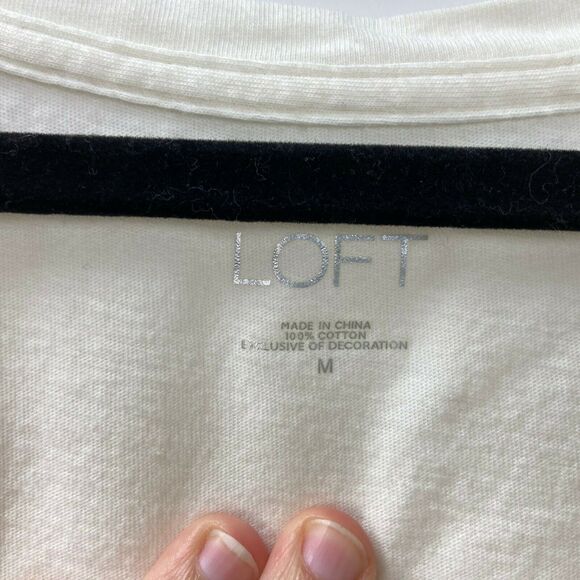 LOFT
MADE IN CHINA
100% COTTON
EXCLUSIVE OF DECORATION
M